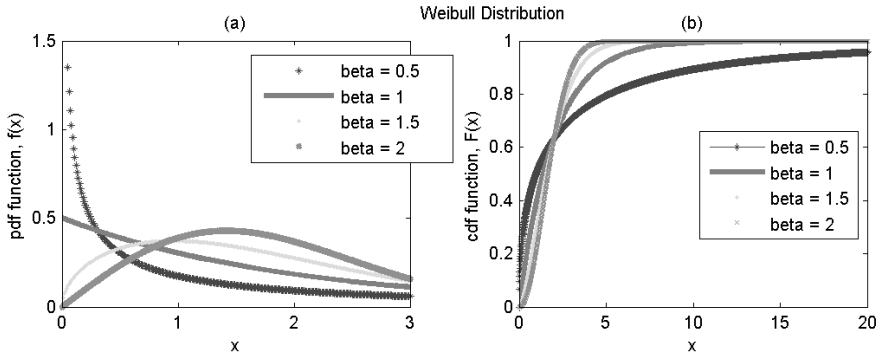 Weibull Distribution
(a)
pdf function, f(x)
1.5
1
0.5
0
0
1
2
3
x
beta = 0.5
beta = 1
beta = 1.5
beta = 2
(b)
cdf function, F(x)
1
0.8
0.6
0.4
0.2
0
0
5
10
15
20
x
beta = 0.5
beta = 1
beta = 1.5
beta = 2